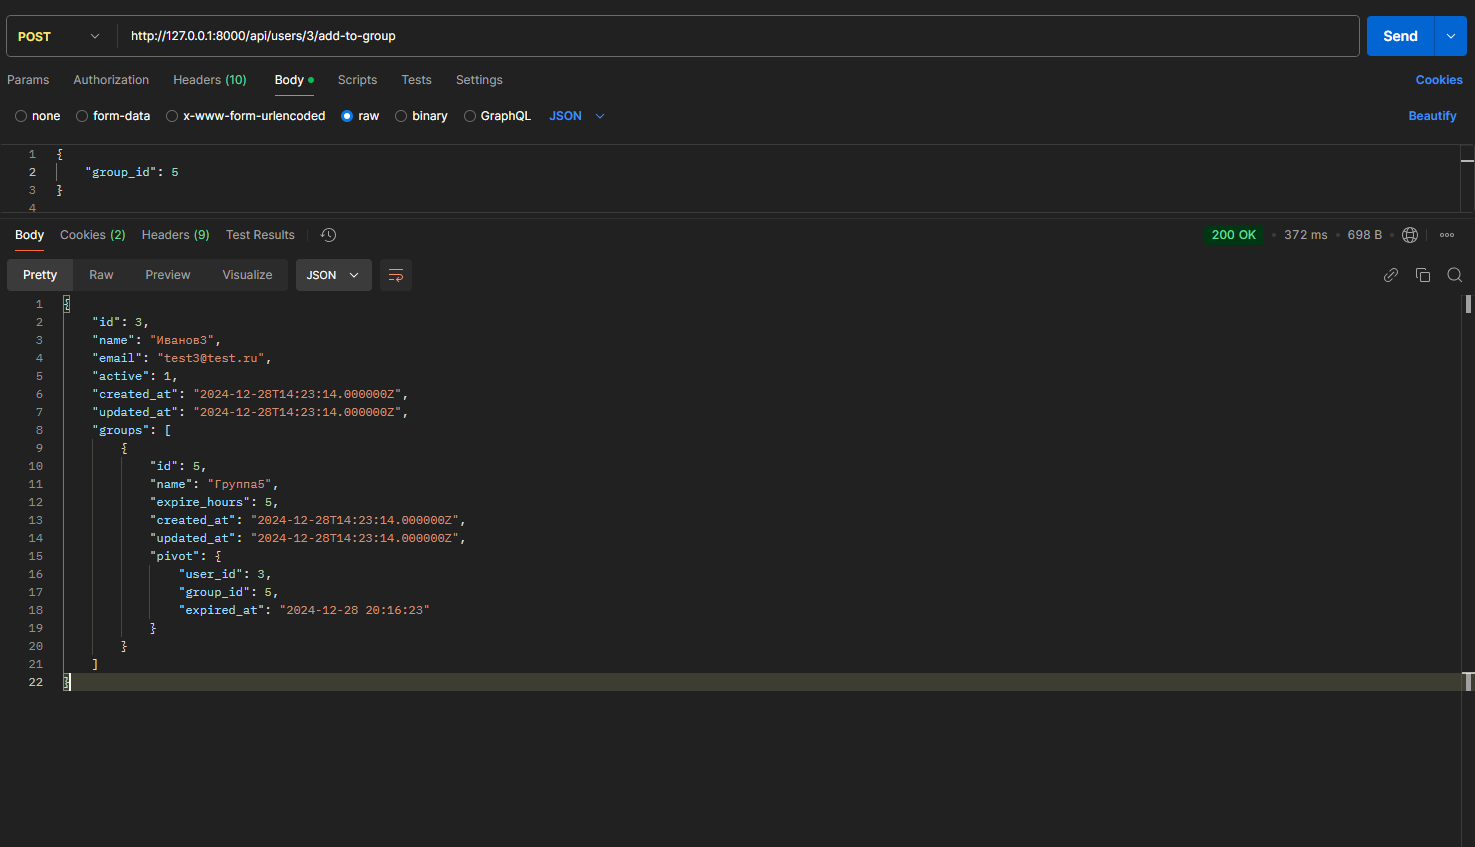 POST http://127.0.0.1:8000/api/users/3/add-to-group Send
Params Authorization Headers (10) Body Scripts Tests Settings Cookies
none form-data x-www-form-urlencoded raw binary GraphQL JSON Beautify
1 {
2 "group_id": 5
3 }
4
Body Cookies (2) Headers (9) Test Results 200 OK 372 ms 698 B
Pretty Raw Preview Visualize JSON
1 {
2 "id": 3,
3 "name": "Иванов3",
4 "email": "test3@test.ru",
5 "active": 1,
6 "created_at": "2024-12-28T14:23:14.000000Z",
7 "updated_at": "2024-12-28T14:23:14.000000Z",
8 "groups": [
9 {
10 "id": 5,
11 "name": "Группа5",
12 "expire_hours": 5,
13 "created_at": "2024-12-28T14:23:14.000000Z",
14 "updated_at": "2024-12-28T14:23:14.000000Z",
15 "pivot": {
16 "user_id": 3,
17 "group_id": 5,
18 "expired_at": "2024-12-28 20:16:23"
19 }
20 }
21 ]
22 }